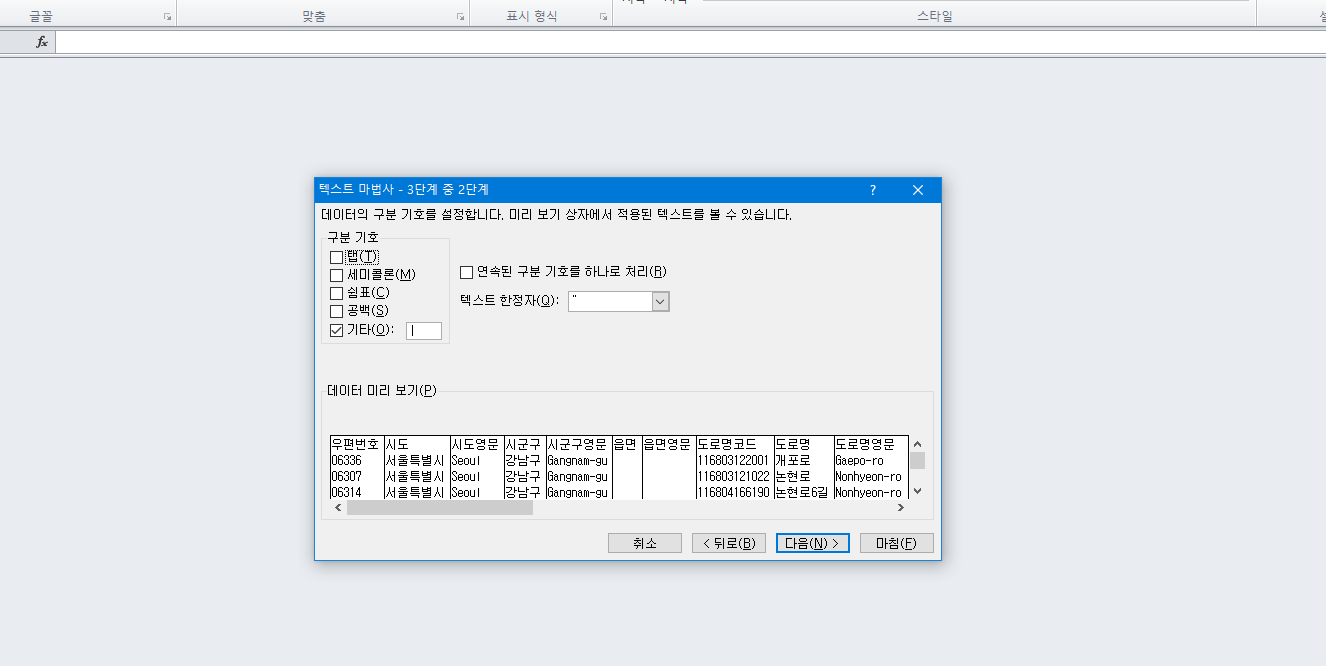 글꼴 맞춤 표시 형식 스타일
fx
텍스트 마법사 - 3단계 중 2단계 ?
데이터의 구분 기호를 설정합니다. 미리 보기 상자에서 적용된 텍스트를 볼 수 있습니다.
구분 기호
탭(T)
세미콜론(M)
쉼표(C)
공백(S)
기타(O): |
연속된 구분 기호를 하나로 처리(R)
텍스트 한정자(Q): "
데이터 미리 보기(P)
우편번호 시도 시도영문 시군구 시군구영문 읍면 읍면영문 도로명코드 도로명 도로명영문
06336 서울특별시 Seoul 강남구 Gangnam-gu 116803122001 개포로 Gaepo-ro
06307 서울특별시 Seoul 강남구 Gangnam-gu 116803121022 논현로 Nonhyeon-ro
06314 서울특별시 Seoul 강남구 Gangnam-gu 116804166190 논현로6길 Nonhyeon-ro
취소 < 뒤로(B) 다음(N) > 마침(F)